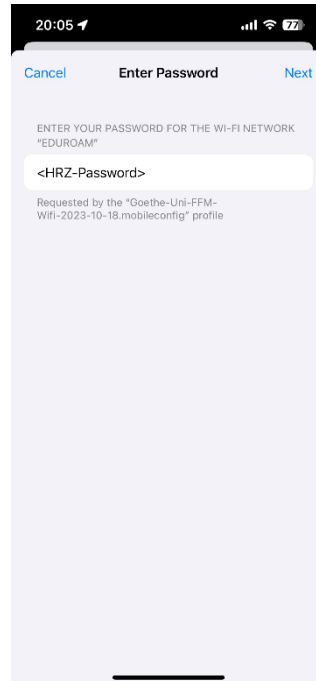 20:05
77
Cancel Enter Password Next
ENTER YOUR PASSWORD FOR THE WI-FI NETWORK
"EDUROAM"
<HRZ-Password>
Requested by the "Goethe-Uni-FFM-
Wifi-2023-10-18.mobileconfig" profile